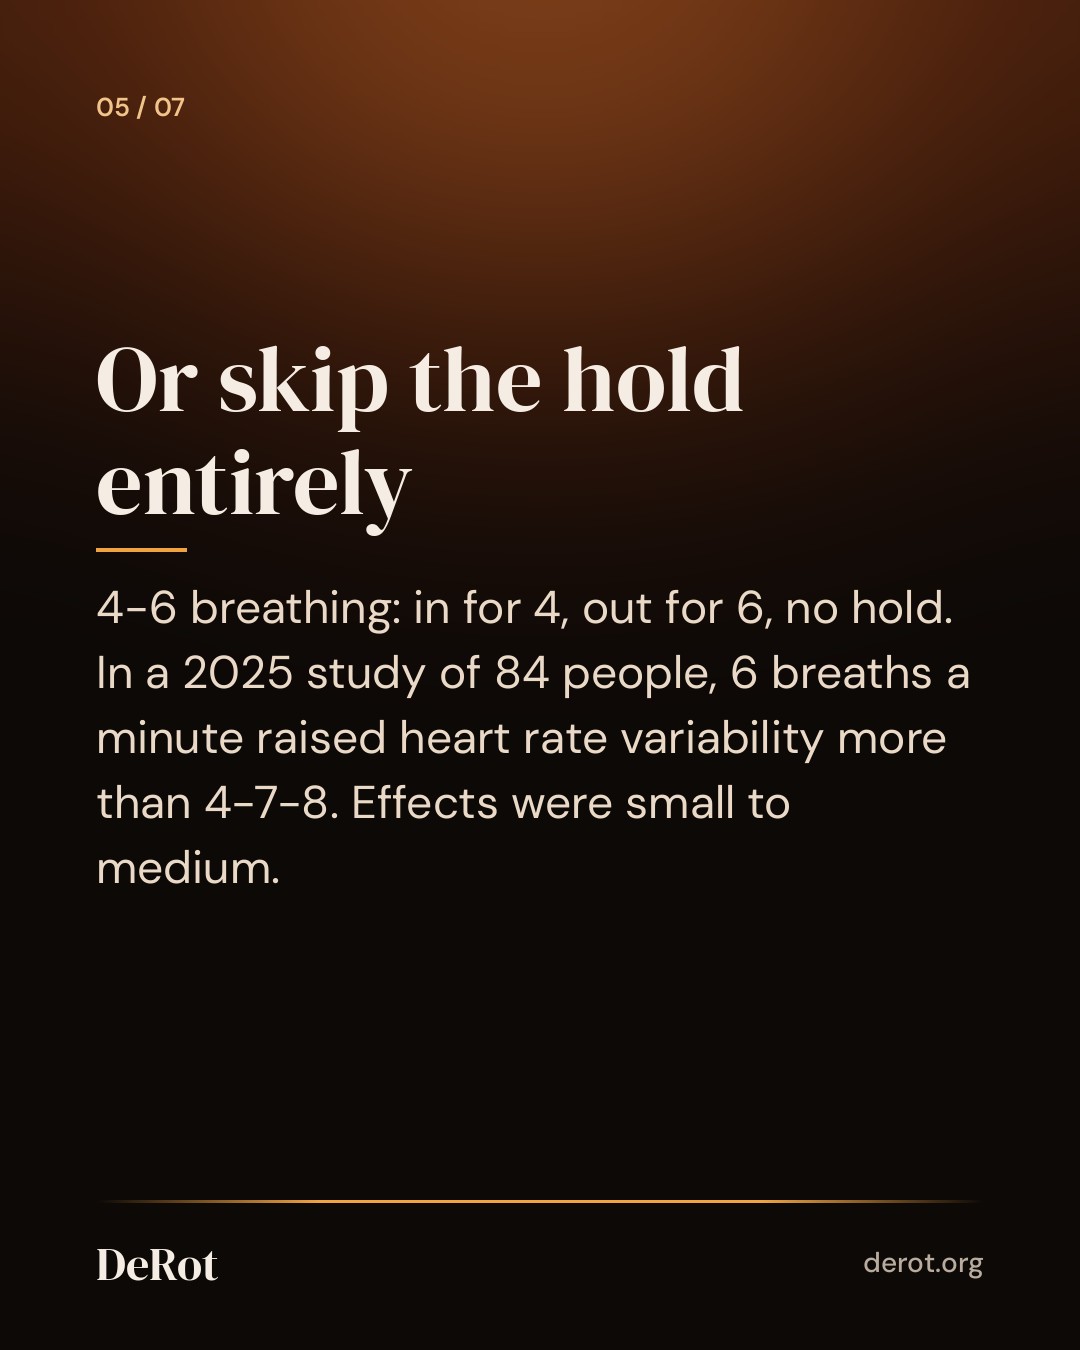 05 / 07
Or skip the hold
entirely
4-6 breathing: in for 4, out for 6, no hold.
In a 2025 study of 84 people, 6 breaths a
minute raised heart rate variability more
than 4-7-8. Effects were small to
medium.
DeRot
derot.org